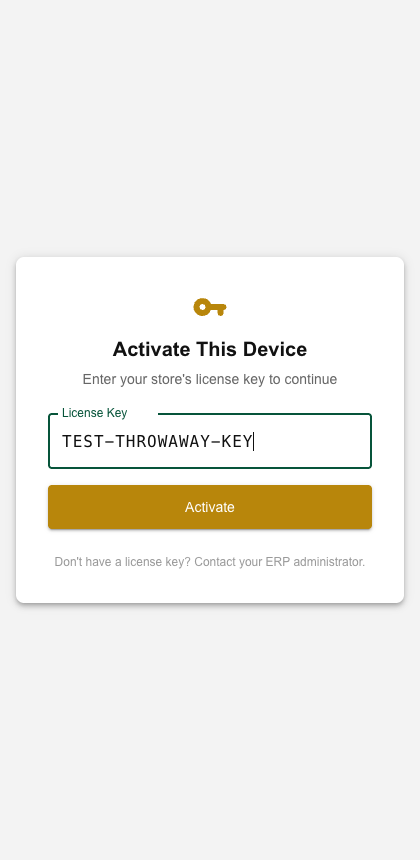 Activate This Device
Enter your store's license key to continue
License Key
TEST-THROWAWAY-KEY
Activate
Don't have a license key? Contact your ERP administrator.